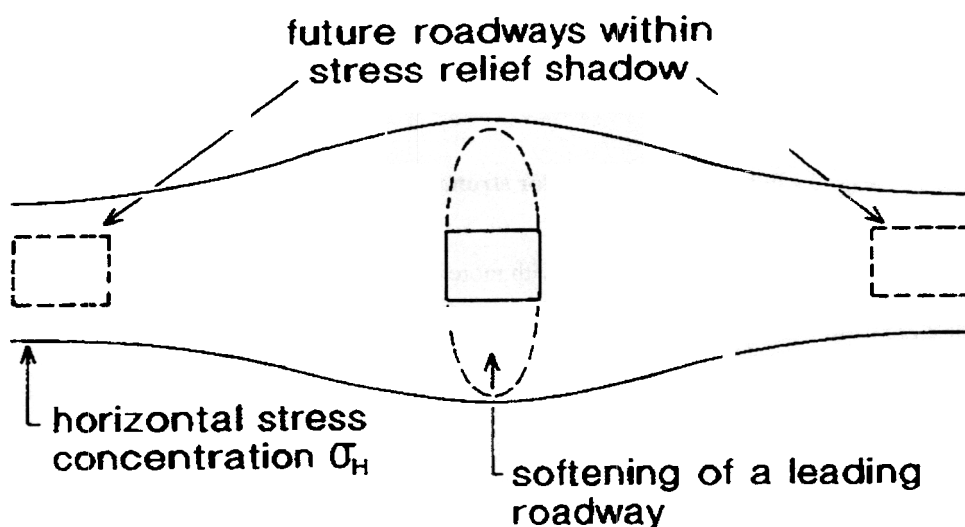 future roadways within
stress relief shadow
horizontal stress
concentration σH
softening of a leading
roadway